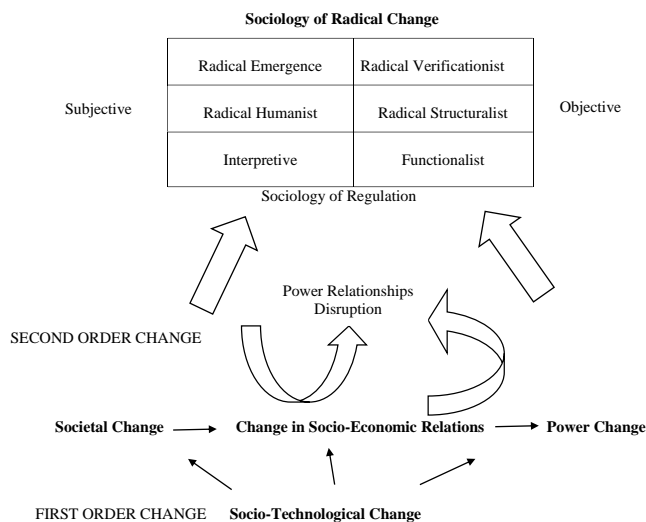 Sociology of Radical Change
Radical Emergence Radical Verificationist
Subjective Radical Humanist Radical Structuralist Objective
Interpretive Functionalist
Sociology of Regulation
Power Relationships
Disruption
SECOND ORDER CHANGE
Societal Change Change in Socio-Economic Relations Power Change
FIRST ORDER CHANGE Socio-Technological Change